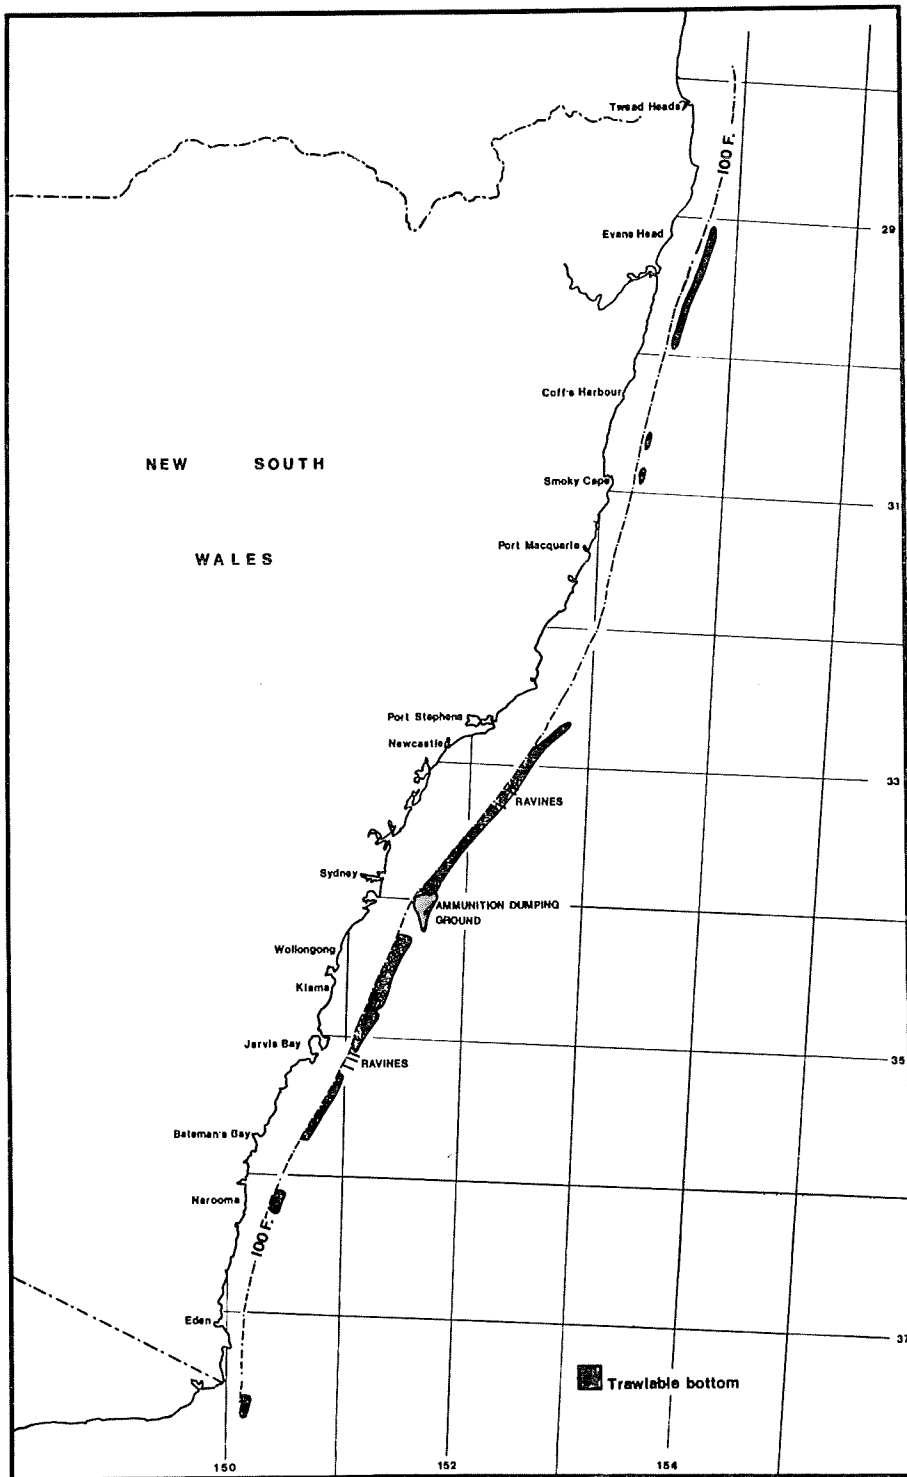 Tweed Heads
100 F.
Evans Head
29
Coff's Harbour
NEW SOUTH
WALES
Smoky Cape
31
Port Macquarie
Port Stephens
Newcastle
33
RAVINES
Sydney
AMMUNITION DUMPING
GROUND
Wollongong
Kiama
Jarvis Bay
35
RAVINES
Bateman's Bay
Narooma
100 F.
Eden
37
Trawlable bottom
150
152
154